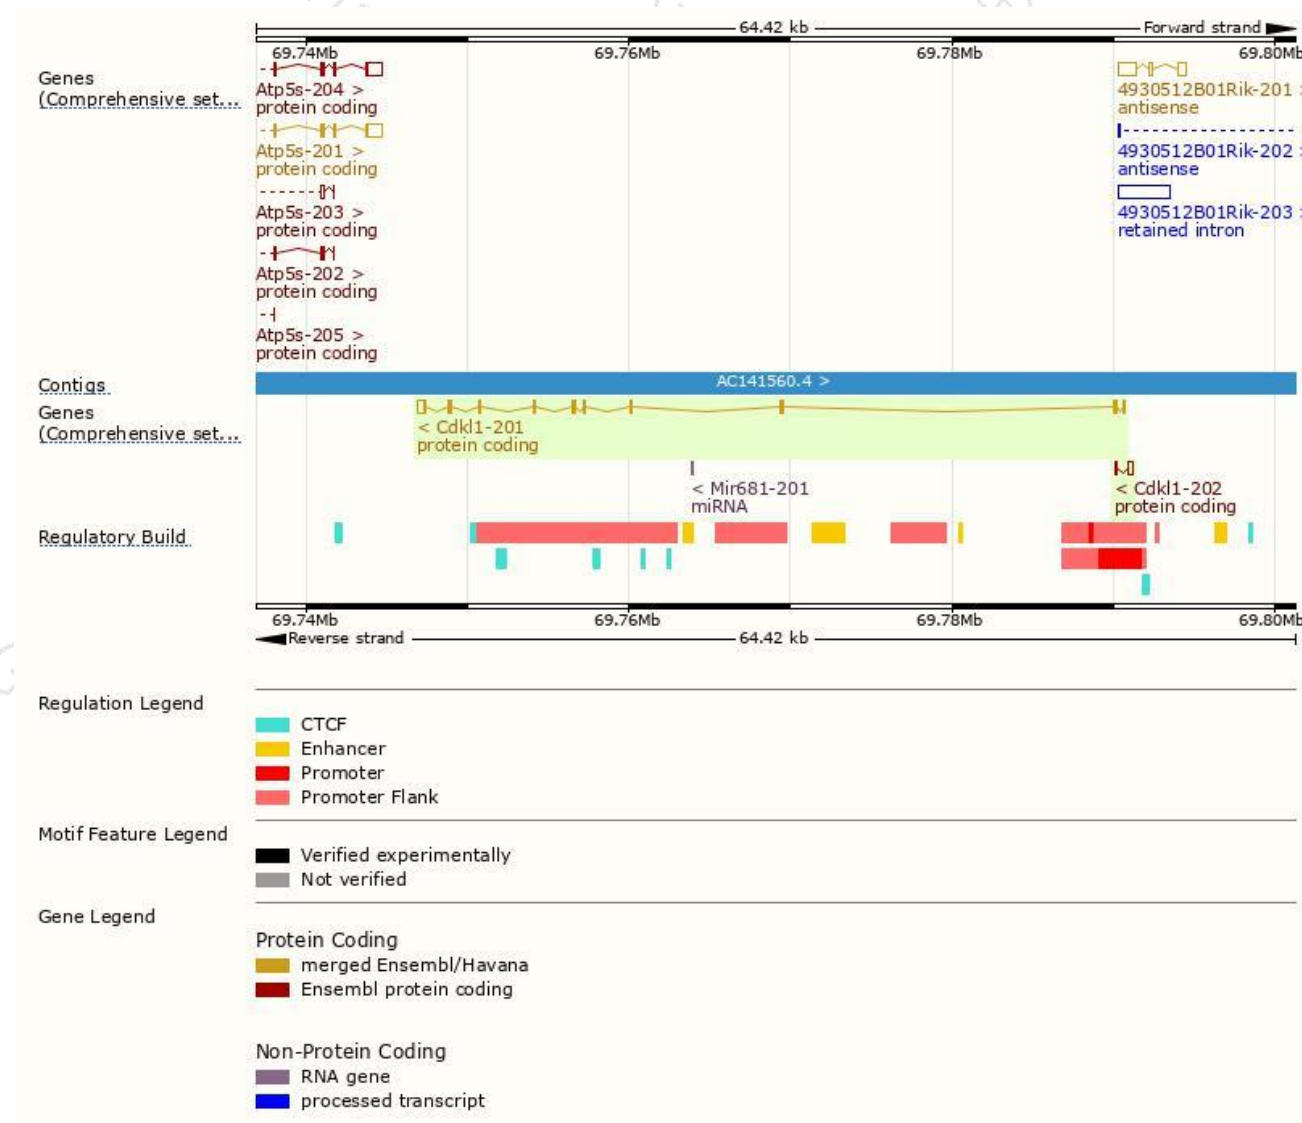 64.42 kb Forward strand
69.74Mb 69.76Mb 69.78Mb 69.80Mb
Genes
(Comprehensive set...
Atp5s-204 >
protein coding
4930512B01Rik-201 >
antisense
Atp5s-201 >
protein coding
4930512B01Rik-202 >
antisense
Atp5s-203 >
protein coding
4930512B01Rik-203 >
retained intron
Atp5s-202 >
protein coding
Atp5s-205 >
protein coding
Contigs
AC141560.4 >
Genes
(Comprehensive set...
< Cdkl1-201
protein coding
< Mir681-201
miRNA
< Cdkl1-202
protein coding
Regulatory Build
69.74Mb 69.76Mb 69.78Mb 69.80Mb
Reverse strand 64.42 kb
Regulation Legend
CTCF
Enhancer
Promoter
Promoter Flank
Motif Feature Legend
Verified experimentally
Not verified
Gene Legend
Protein Coding
merged Ensembl/Havana
Ensembl protein coding
Non-Protein Coding
RNA gene
processed transcript